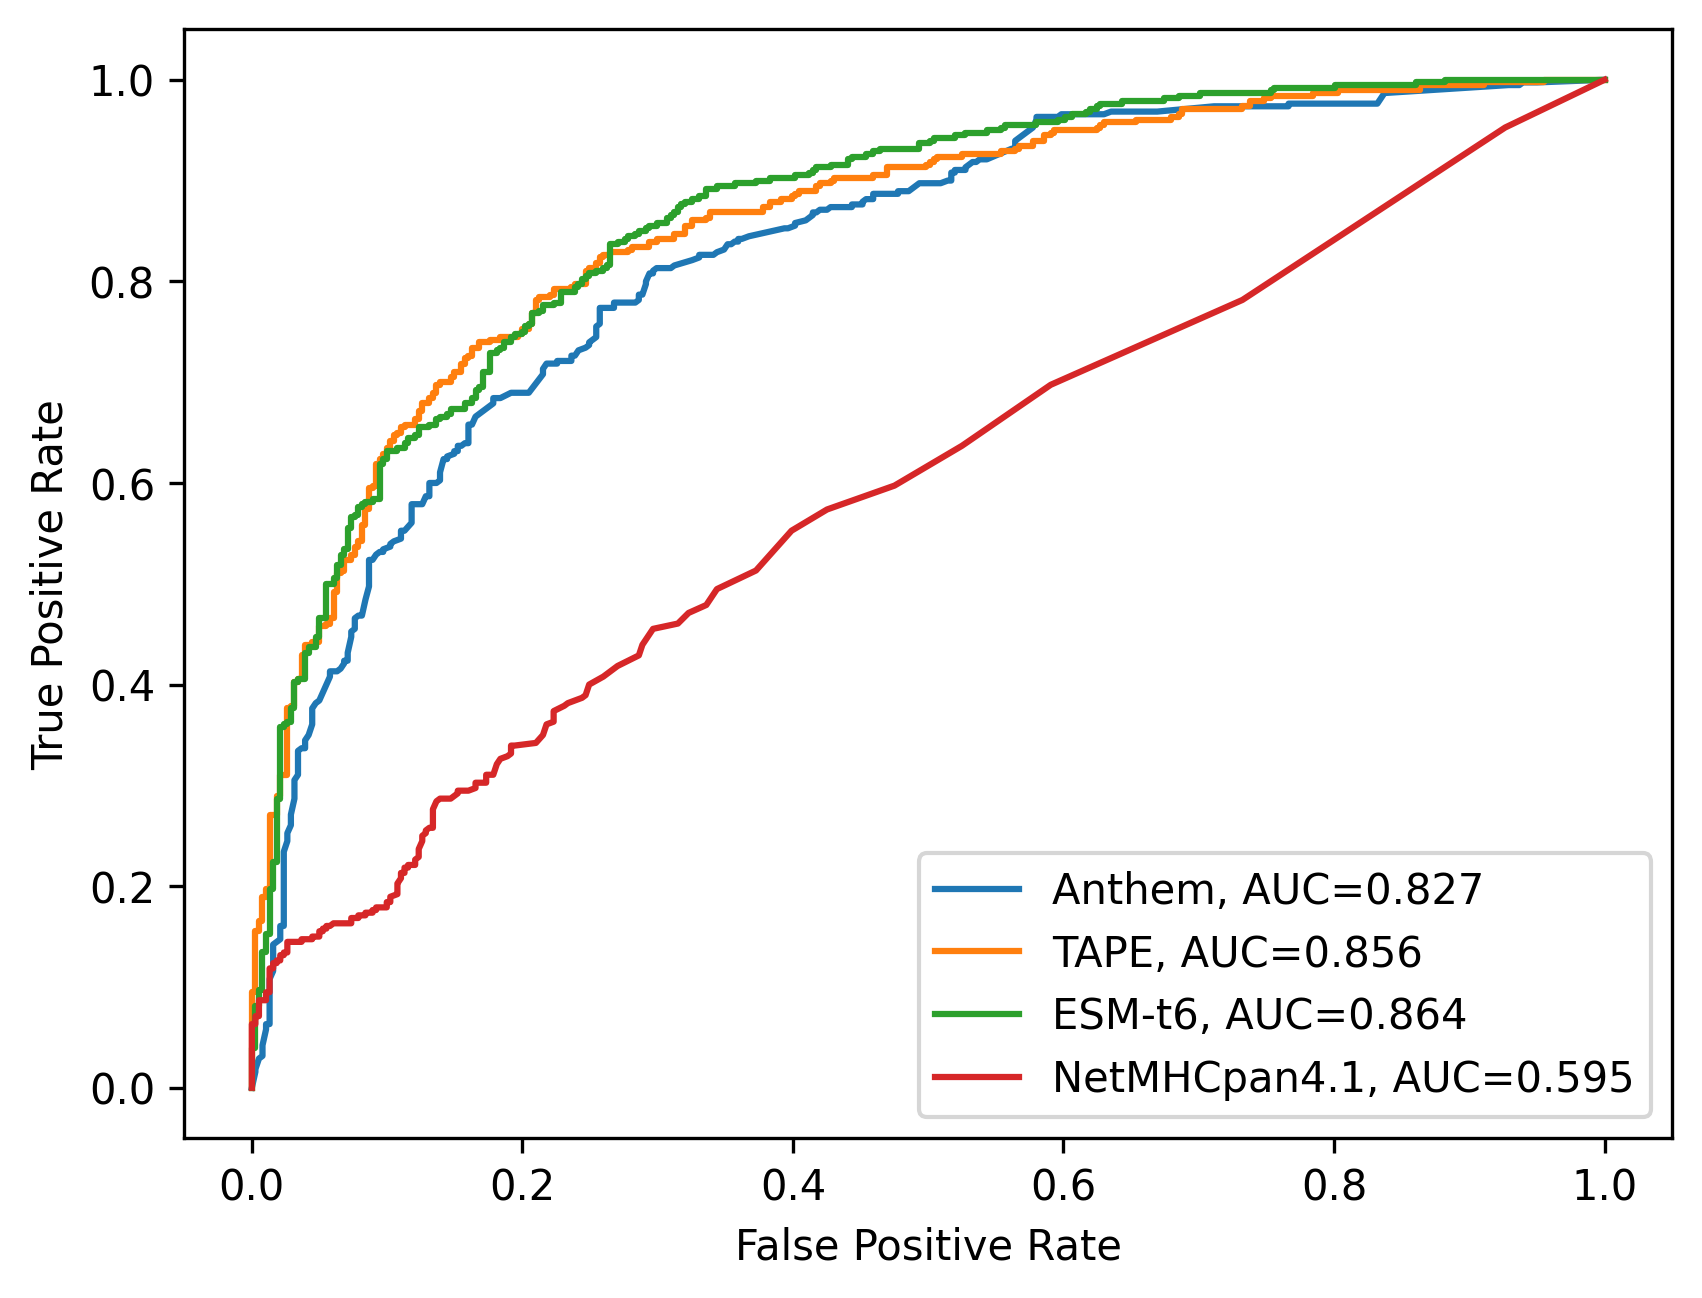 1.0
0.8
0.6
0.4
0.2
0.0
True Positive Rate
Anthem, AUC=0.827
TAPE, AUC=0.856
ESM-t6, AUC=0.864
NetMHCpan4.1, AUC=0.595
0.0 0.2 0.4 0.6 0.8 1.0
False Positive Rate